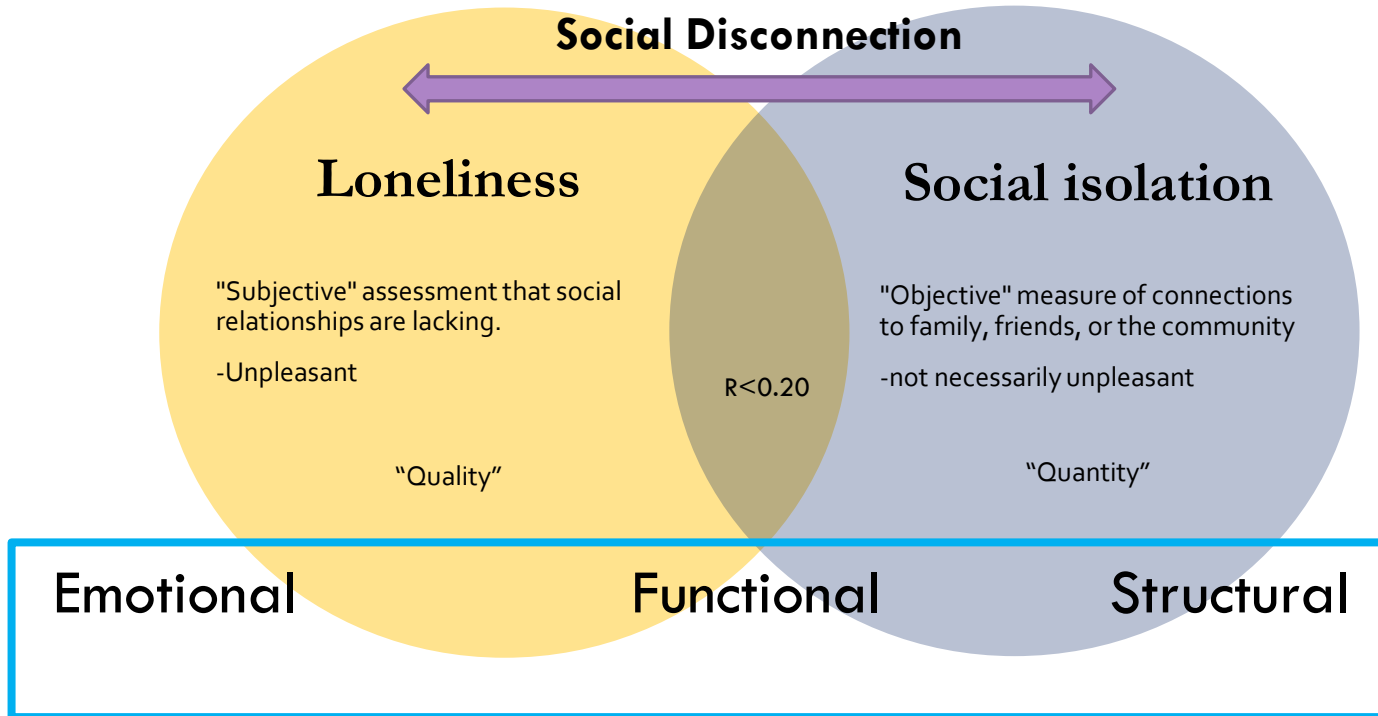 Social Disconnection
Loneliness
Social isolation
"Subjective" assessment that social
relationships are lacking.
-Unpleasant
"Objective" measure of connections
to family, friends, or the community
-not necessarily unpleasant
R<0.20
“Quality”
“Quantity”
Emotional
Functional
Structural